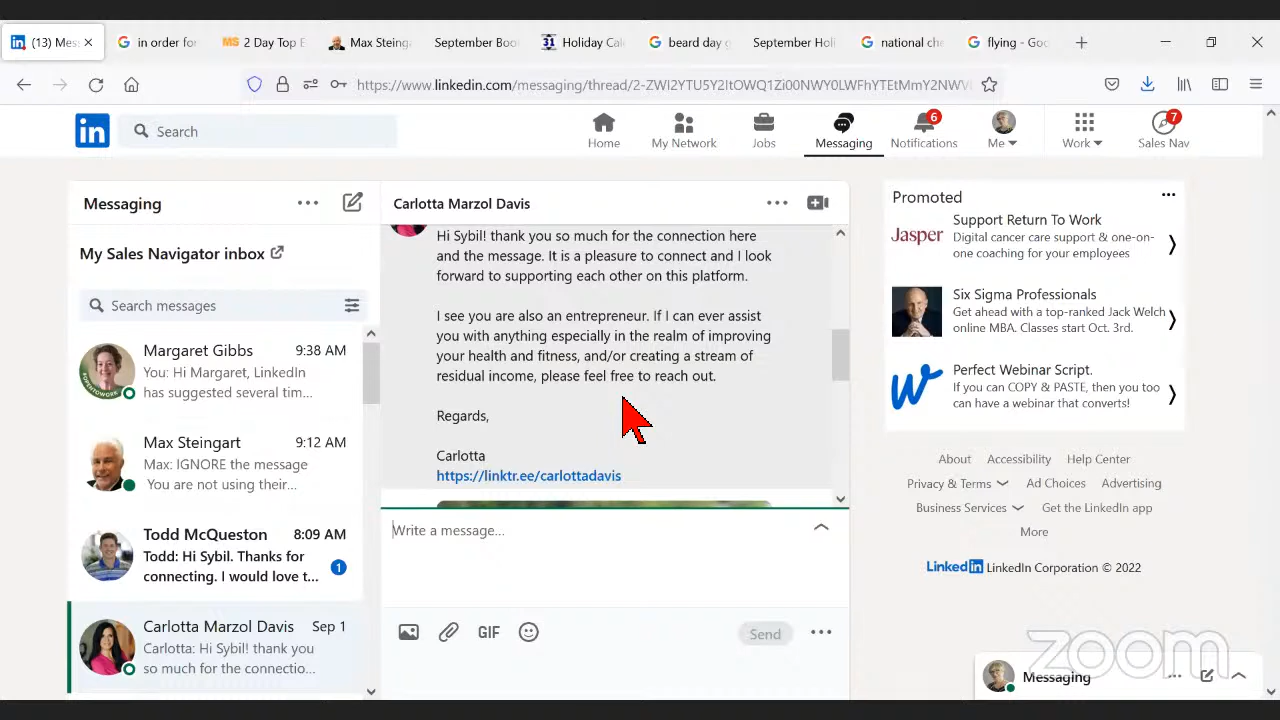 (13) Mes
in order for
MS 2 Day Top E
Max Steinga
September Boo
31 Holiday Cal
beard day g
September Holi
national che
flying - Goo
https://www.linkedin.com/messaging/thread/2-ZWI2YTU5Y2ItOWQ1Zi00NWY0LWFhYTEtMmY2NWV
in
Search
Home
My Network
Jobs
Messaging
6
Notifications
Me
Work
7
Sales Nav
Messaging
My Sales Navigator inbox
Search messages
Margaret Gibbs 9:38 AM
You: Hi Margaret, LinkedIn
has suggested several tim...
#OPENTOWORK
Max Steingart 9:12 AM
Max: IGNORE the message
You are not using their...
Todd McQueston 8:09 AM
Todd: Hi Sybil. Thanks for
connecting. I would love t... 1
Carlotta Marzol Davis Sep 1
Carlotta: Hi Sybil! thank you
so much for the connectio...
Carlotta Marzol Davis
Hi Sybil! thank you so much for the connection here
and the message. It is a pleasure to connect and I look
forward to supporting each other on this platform.
I see you are also an entrepreneur. If I can ever assist
you with anything especially in the realm of improving
your health and fitness, and/or creating a stream of
residual income, please feel free to reach out.
Regards,
Carlotta
https://linktr.ee/carlottadavis
Write a message...
GIF
Send
Promoted
Jasper
Support Return To Work
Digital cancer care support & one-on-
one coaching for your employees
Six Sigma Professionals
Get ahead with a top-ranked Jack Welch
online MBA. Classes start Oct. 3rd.
Perfect Webinar Script.
If you can COPY & PASTE, then you too
can have a webinar that converts!
About Accessibility Help Center
Privacy & Terms Ad Choices Advertising
Business Services Get the LinkedIn app
More
LinkedIn LinkedIn Corporation © 2022
Messaging
zoom